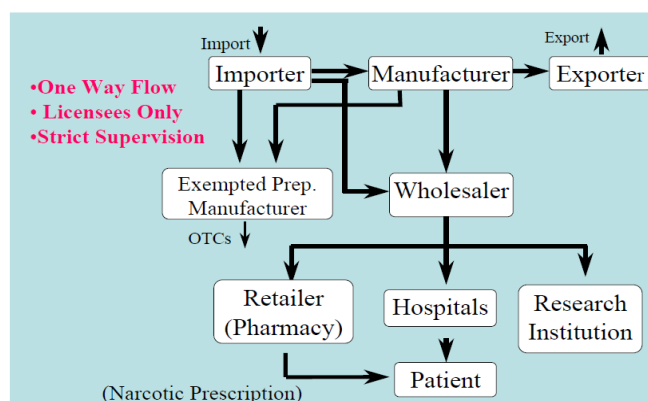 Import
Export
Importer
Manufacturer
Exporter
•One Way Flow
• Licensees Only
•Strict Supervision
Exempted Prep.
Manufacturer
Wholesaler
OTCs
Retailer
(Pharmacy)
Hospitals
Research
Institution
Patient
(Narcotic Prescription)